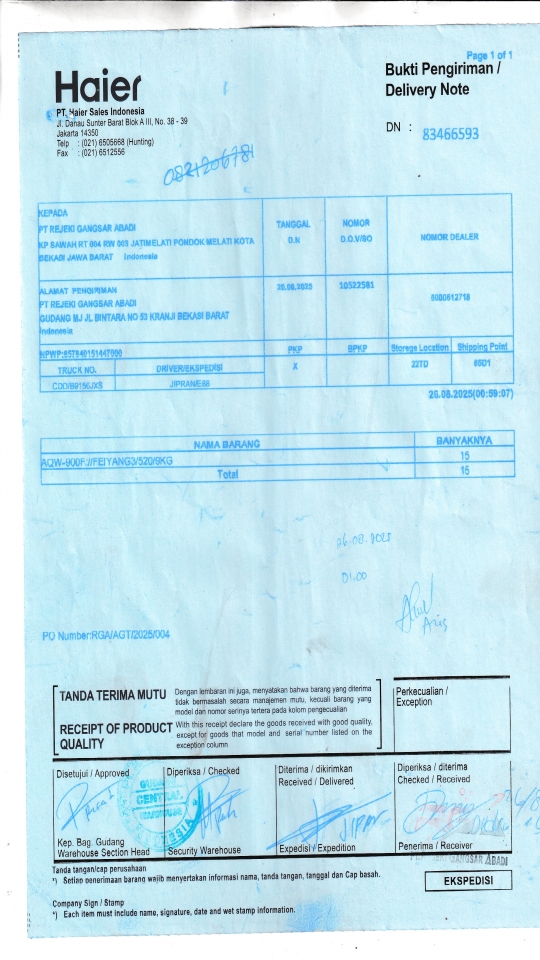 Page 1 of 1
Haier
Bukti Pengiriman /
Delivery Note
PT. Haier Sales Indonesia
Jl. Danau Sunter Barat Blok A III, No. 38 - 39
Jakarta 14350
Telp : (021) 6505668 (Hunting)
Fax : (021) 6512556
DN : 83466593
KEPADA
PT REJEKI GANGSAR ABADI
KP SAWAH RT 004 RW 003 JATIMELATI PONDOK MELATI KOTA
BEKASI JAWA BARAT Indonesia
TANGGAL
D.N
NOMOR
D.O.V/SO
NOMOR DEALER
ALAMAT PENGIRIMAN
PT REJEKI GANGSAR ABADI
GUDANG MJ JL BINTARA NO 53 KRANJI BEKASI BARAT
Indonesia
26.08.2025
10522581
NPWP:
PKP
BPKP
Storage Location
Shipping Point
TRUCK NO.
DRIVER/EKSPEDISI
X
22TD
JIPRAN/E68
26.08.2025(06:59:07)
NAMA BARANG
BANYAKNYA
15
Total
15
26.08.2025
01.00
Aris
PO Number:RGA/AGT/2025/004
TANDA TERIMA MUTU
Dengan lembaran ini juga, menyatakan bahwa barang yang diterima
tidak bermasalah secara manajemen mutu, kecuali barang yang
model dan nomor serinya tertera pada kolom pengecualian
RECEIPT OF PRODUCT
QUALITY
With this receipt declare the goods received with good quality,
except for goods that model and serial number listed on the
exception column
Perkecualian /
Exception
Disetujui / Approved
Diperiksa / Checked
Diterima / dikirimkan
Received / Delivered
Diperiksa / diterima
Checked / Received
CENTRAL
JIPRAN
Kep. Bag. Gudang
Warehouse Section Head
Security Warehouse
Expedisi / Expedition
Penerima / Receiver
GANGSAR ABADI
Tanda tangan/cap perusahaan
*) Setiap penerimaan barang wajib menyertakan informasi nama, tanda tangan, tanggal dan Cap basah.
EKSPEDISI
Company Sign / Stamp
*) Each item must include name, signature, date and wet stamp information.